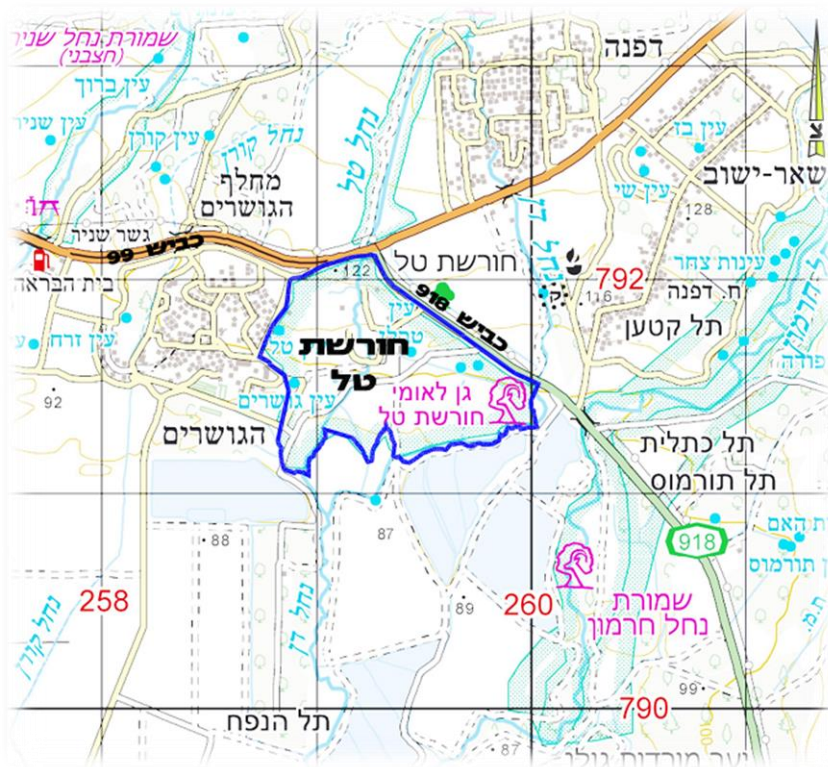 שמורת נחל שניר
(חצבני)
דפנה
עין ברוך
עין שניר
עין קורן
נחל קורן
נחל טל
עין בז
שאר-ישוב
עין שי
מחלף
הגושרים
128
גשר שניר
כביש 99
122
חורשת טל
עינות צחר
792
ח. דפנה
116
בית הבראה
כביש 918
תל קטען
עין זרח
חורשת
טל
טל
עין
92
עין גושרים
גן לאומי
חורשת טל
הגושרים
תל כתלית
תל תורמוס
88
87
918
258
נחל קורן
נחל דן
89
260
שמורת
נחל חרמון
99
790
תל הנפח
87